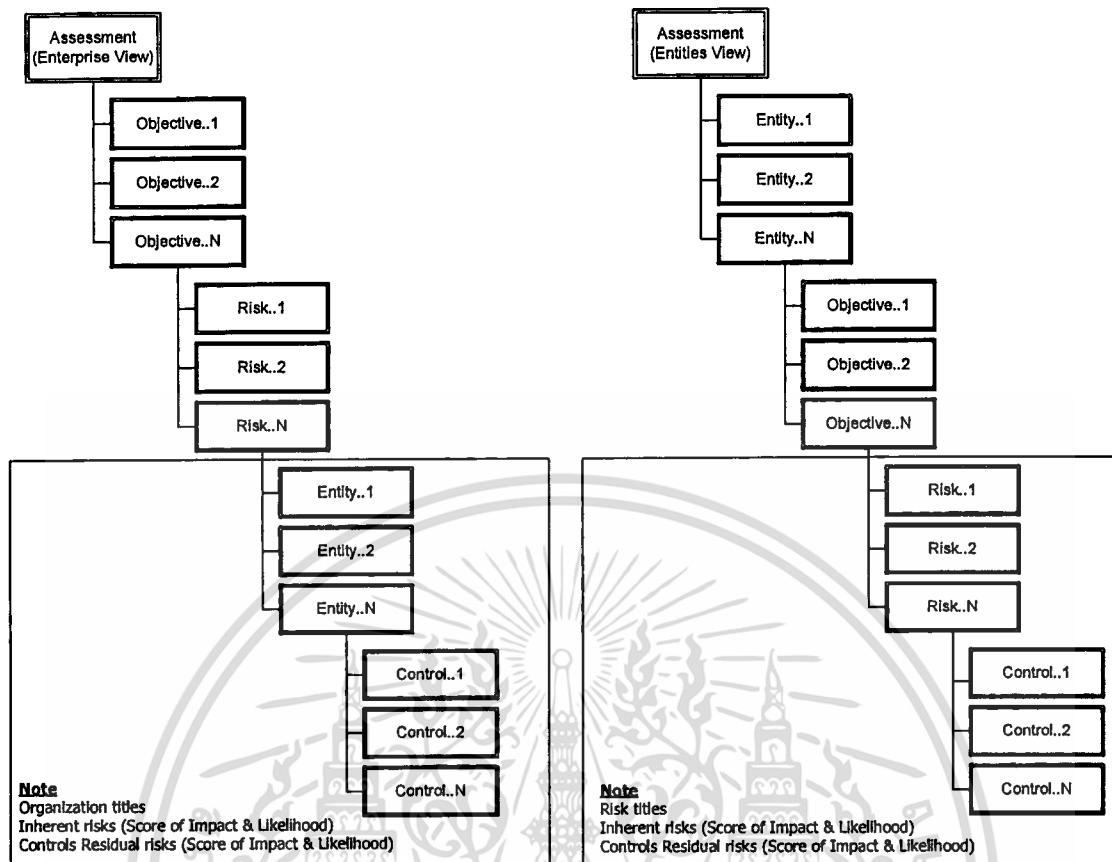 Assessment
(Enterprise View)
Objective..1
Objective..2
Objective..N
Risk..1
Risk..2
Risk..N
Entity..1
Entity..2
Entity..N
Control..1
Control..2
Control..N
Note
Organization titles
Inherent risks (Score of Impact & Likelihood)
Controls Residual risks (Score of Impact & Likelihood)
Assessment
(Entities View)
Entity..1
Entity..2
Entity..N
Objective..1
Objective..2
Objective..N
Risk..1
Risk..2
Risk..N
Control..1
Control..2
Control..N
Note
Risk titles
Inherent risks (Score of Impact & Likelihood)
Controls Residual risks (Score of Impact & Likelihood)